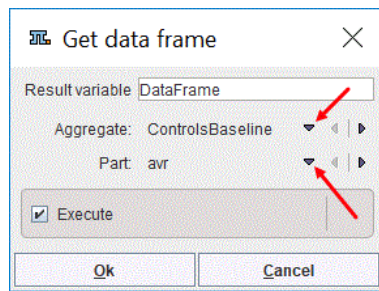 Get data frame
Result variable DataFrame
Aggregate: ControlsBaseline
Part: avr
Execute
Ok Cancel